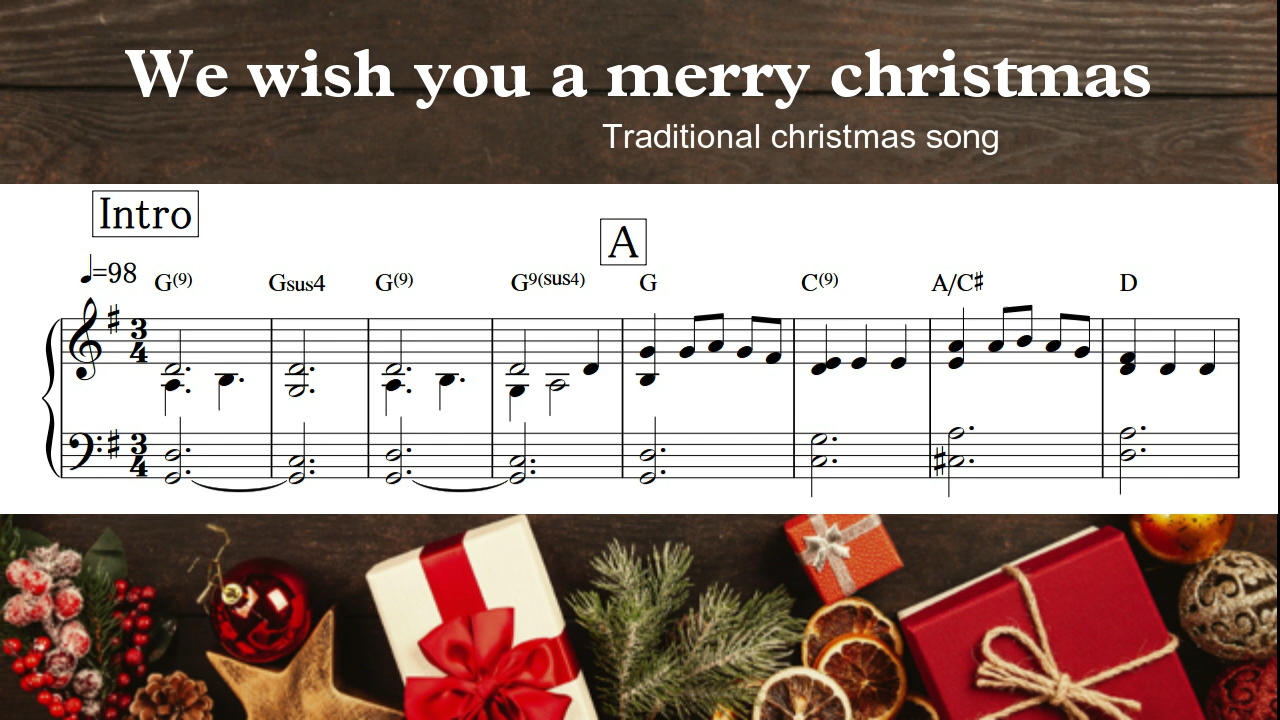 We wish you a merry christmas
Traditional christmas song
Intro
A
♩=98
G(9) Gsus4 G(9) G9(sus4) G C(9) A/C♯ D
3 4
3 4